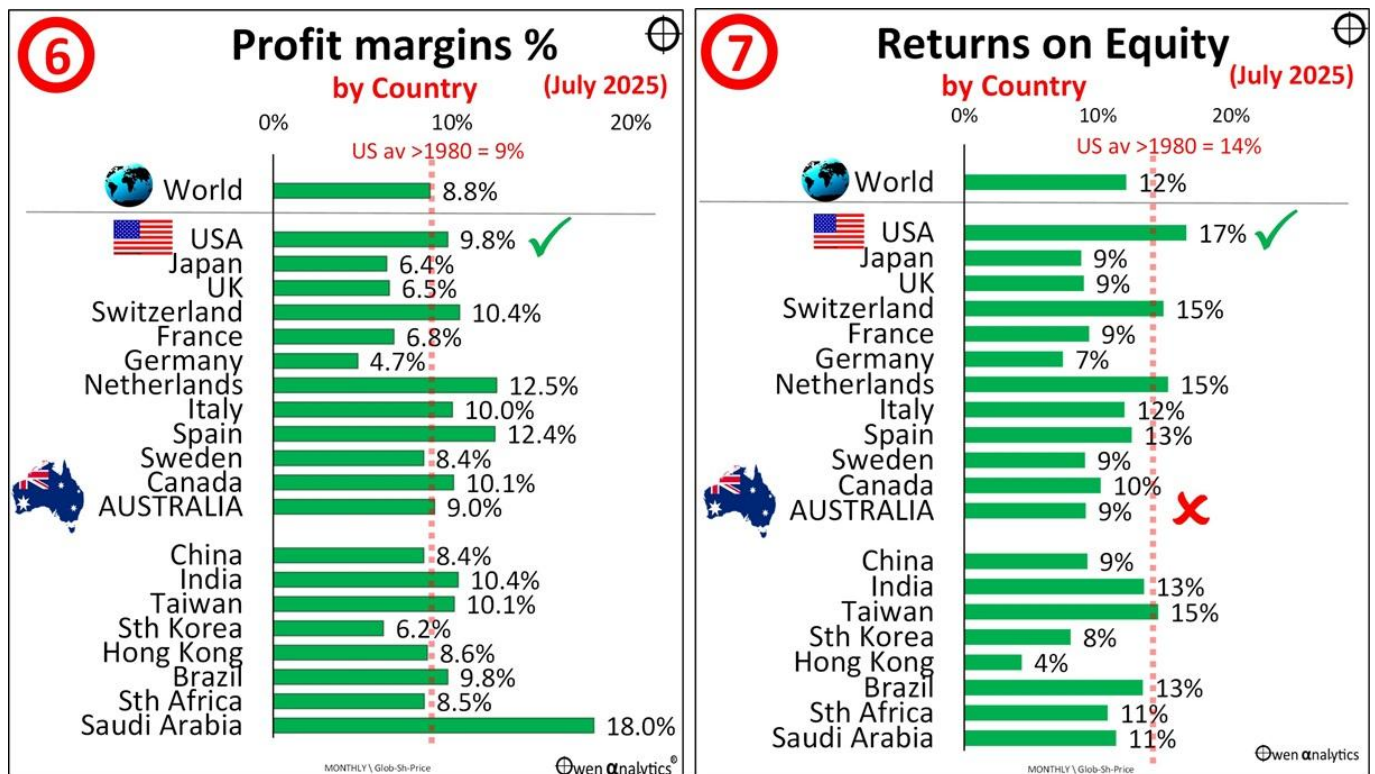 6
Profit margins %
by Country
(July 2025)
0% 10% 20%
US av >1980 = 9%
World 8.8%
USA 9.8%
Japan 6.4%
UK 6.5%
Switzerland 10.4%
France 6.8%
Germany 4.7%
Netherlands 12.5%
Italy 10.0%
Spain 12.4%
Sweden 8.4%
Canada 10.1%
AUSTRALIA 9.0%
China 8.4%
India 10.4%
Taiwan 10.1%
Sth Korea 6.2%
Hong Kong 8.6%
Brazil 9.8%
Sth Africa 8.5%
Saudi Arabia 18.0%
MONTHLY \ Glob-Sh-Price
Owen αnalytics®
7
Returns on Equity
by Country
(July 2025)
0% 10% 20%
US av >1980 = 14%
World 12%
USA 17%
Japan 9%
UK 9%
Switzerland 15%
France 9%
Germany 7%
Netherlands 15%
Italy 12%
Spain 13%
Sweden 9%
Canada 10%
AUSTRALIA 9%
China 9%
India 13%
Taiwan 15%
Sth Korea 8%
Hong Kong 4%
Brazil 13%
Sth Africa 11%
Saudi Arabia 11%
MONTHLY \ Glob-Sh-Price
Owen αnalytics